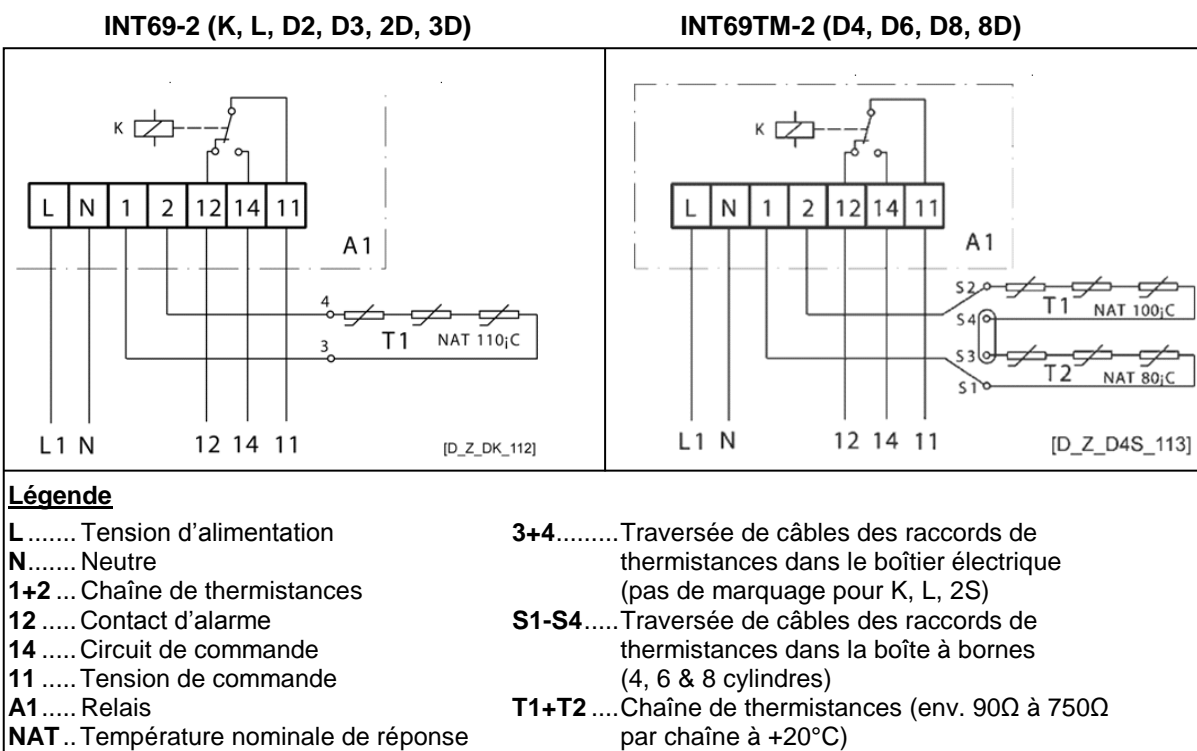 INT69-2 (K, L, D2, D3, 2D, 3D)
INT69TM-2 (D4, D6, D8, 8D)
K
L N 1 2 12 14 11
A1
4
T1 NAT 110¡C
3
L1 N 12 14 11
[D_Z_DK_112]
K
L N 1 2 12 14 11
A1
S2
T1 NAT 100¡C
S4
S3
T2 NAT 80¡C
S1
L1 N 12 14 11
[D_Z_D4S_113]
Légende
L ....... Tension d’alimentation
N....... Neutre
1+2 ... Chaîne de thermistances
12 ..... Contact d’alarme
14 ..... Circuit de commande
11 ..... Tension de commande
A1..... Relais
NAT .. Température nominale de réponse
3+4.........Traversée de câbles des raccords de
thermistances dans le boîtier électrique
(pas de marquage pour K, L, 2S)
S1-S4.....Traversée de câbles des raccords de
thermistances dans la boîte à bornes
(4, 6 & 8 cylindres)
T1+T2 ....Chaîne de thermistances (env. 90Ω à 750Ω
par chaîne à +20°C)